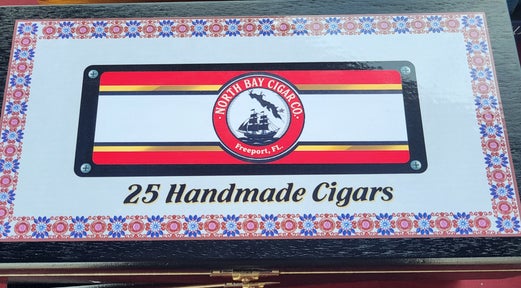 · NORTH BAY CIGAR CO. ·
Freeport, FL.
25 Handmade Cigars